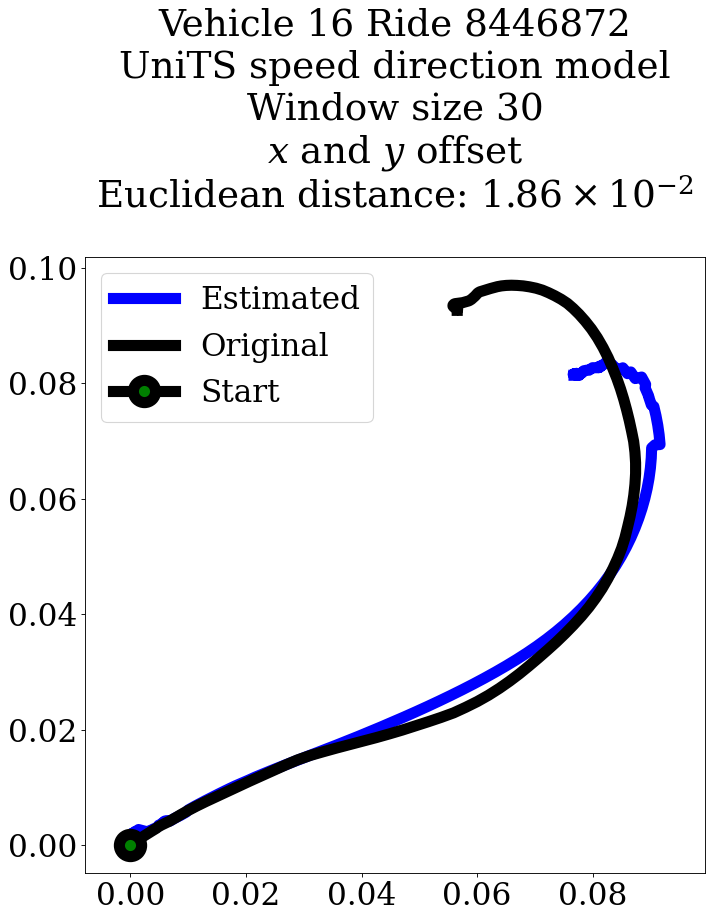 Vehicle 16 Ride 8446872
UniTS speed direction model
Window size 30
x and y offset
Euclidean distance: 1.86 × 10⁻²
0.10
0.08
0.06
0.04
0.02
0.00
Estimated
Original
Start
0.00 0.02 0.04 0.06 0.08